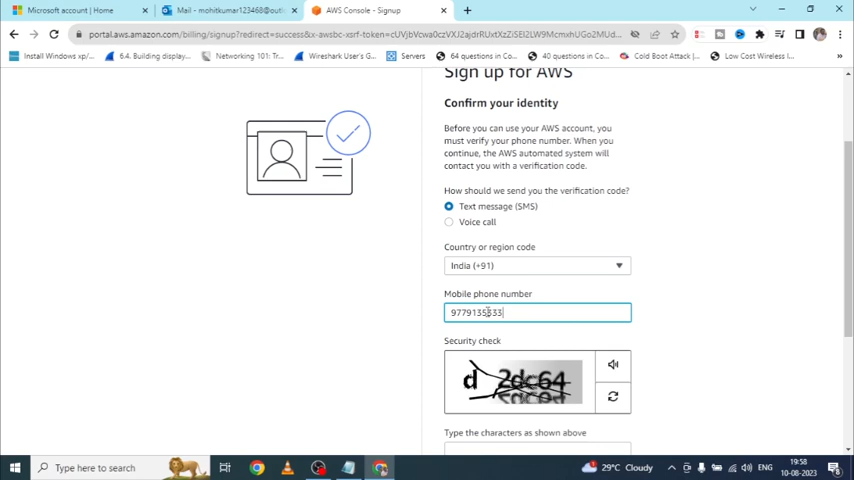 Microsoft account | Home
Mail - mohitkumar123468@outl
AWS Console - Signup
portal.aws.amazon.com/billing/signup?redirect=success&x-awsbc-xsrf-token=
Install Windows xp/...
6.4. Building display...
Networking 101: Tr...
Wireshark User's G...
Servers
64 questions in Co...
40 questions in Co...
Cold Boot Attack |...
Low Cost Wireless I...
Sign up for AWS
Confirm your identity
Before you can use your AWS account, you
must verify your phone number. When you
continue, the AWS automated system will
contact you with a verification code.
How should we send you the verification code?
Text message (SMS)
Voice call
Country or region code
India (+91)
Mobile phone number
Security check
Type the characters as shown above
Type here to search
29°C Cloudy
ENG
19:58
10-08-2023